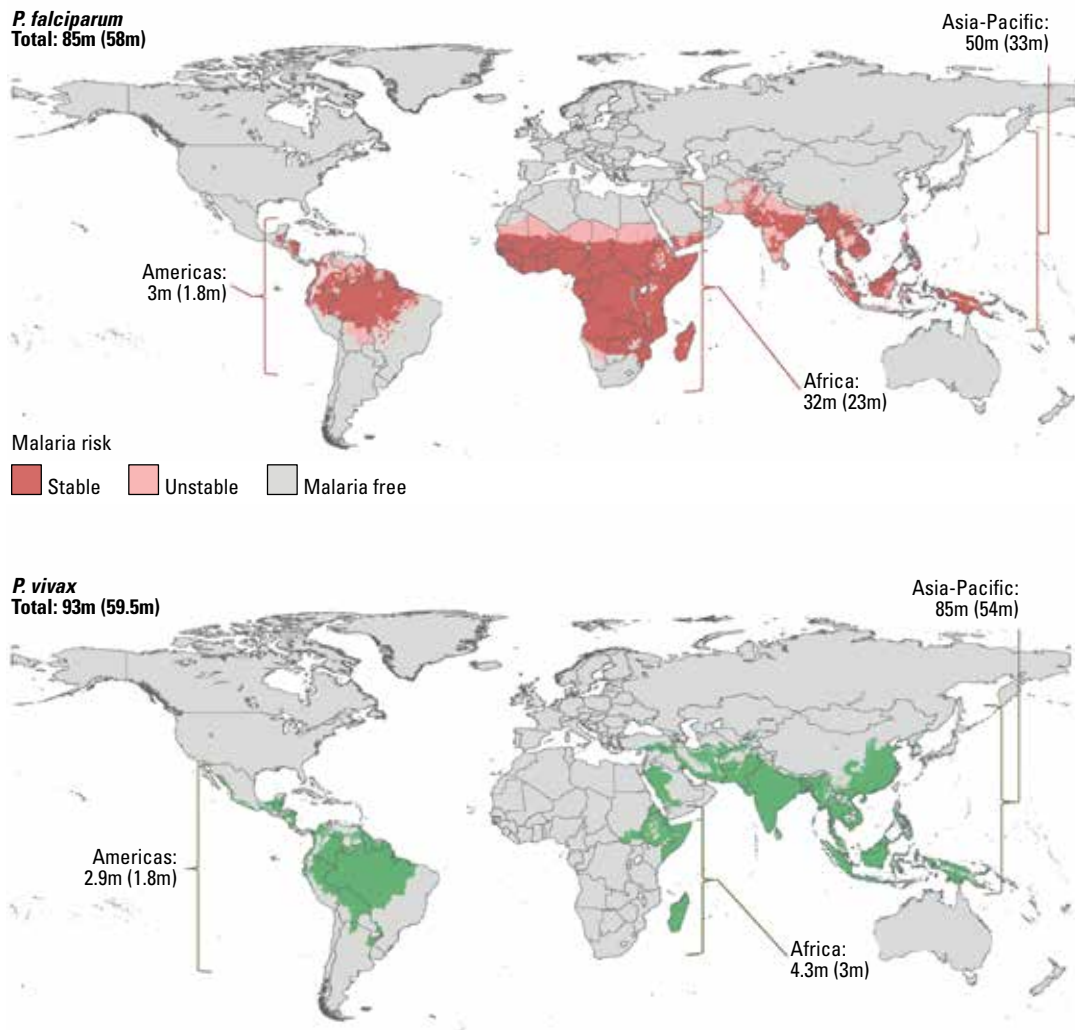 P. falciparum
Total: 85m (58m)
Asia-Pacific:
50m (33m)
Americas:
3m (1.8m)
Africa:
32m (23m)
Malaria risk
Stable Unstable Malaria free
P. vivax
Total: 93m (59.5m)
Asia-Pacific:
85m (54m)
Americas:
2.9m (1.8m)
Africa:
4.3m (3m)